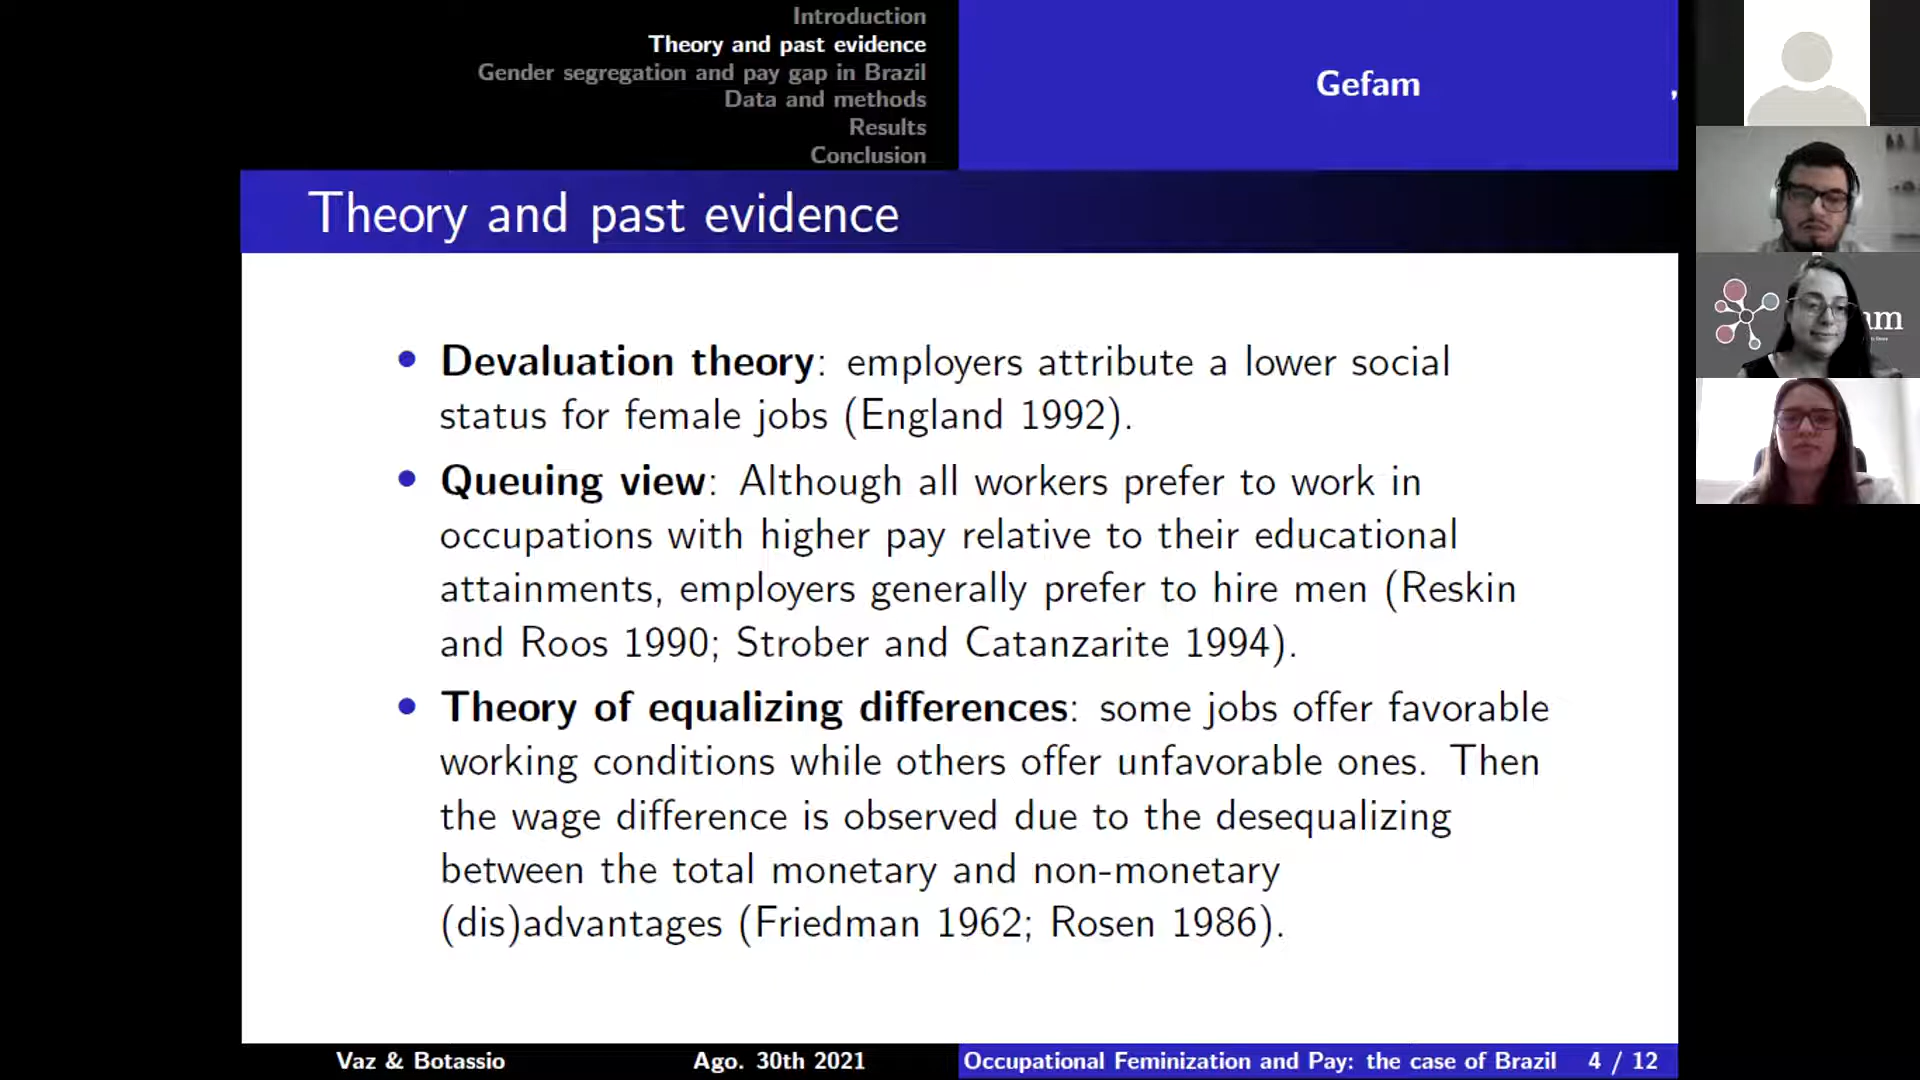 Introduction
Theory and past evidence
Gender segregation and pay gap in Brazil
Data and methods
Results
Conclusion
Gefam
,
Theory and past evidence
• Devaluation theory: employers attribute a lower social
status for female jobs (England 1992).
• Queuing view: Although all workers prefer to work in
occupations with higher pay relative to their educational
attainments, employers generally prefer to hire men (Reskin
and Roos 1990; Strober and Catanzarite 1994).
• Theory of equalizing differences: some jobs offer favorable
working conditions while others offer unfavorable ones. Then
the wage difference is observed due to the desequalizing
between the total monetary and non-monetary
(dis)advantages (Friedman 1962; Rosen 1986).
Vaz & Botassio
Ago. 30th 2021
Occupational Feminization and Pay: the case of Brazil
4 / 12